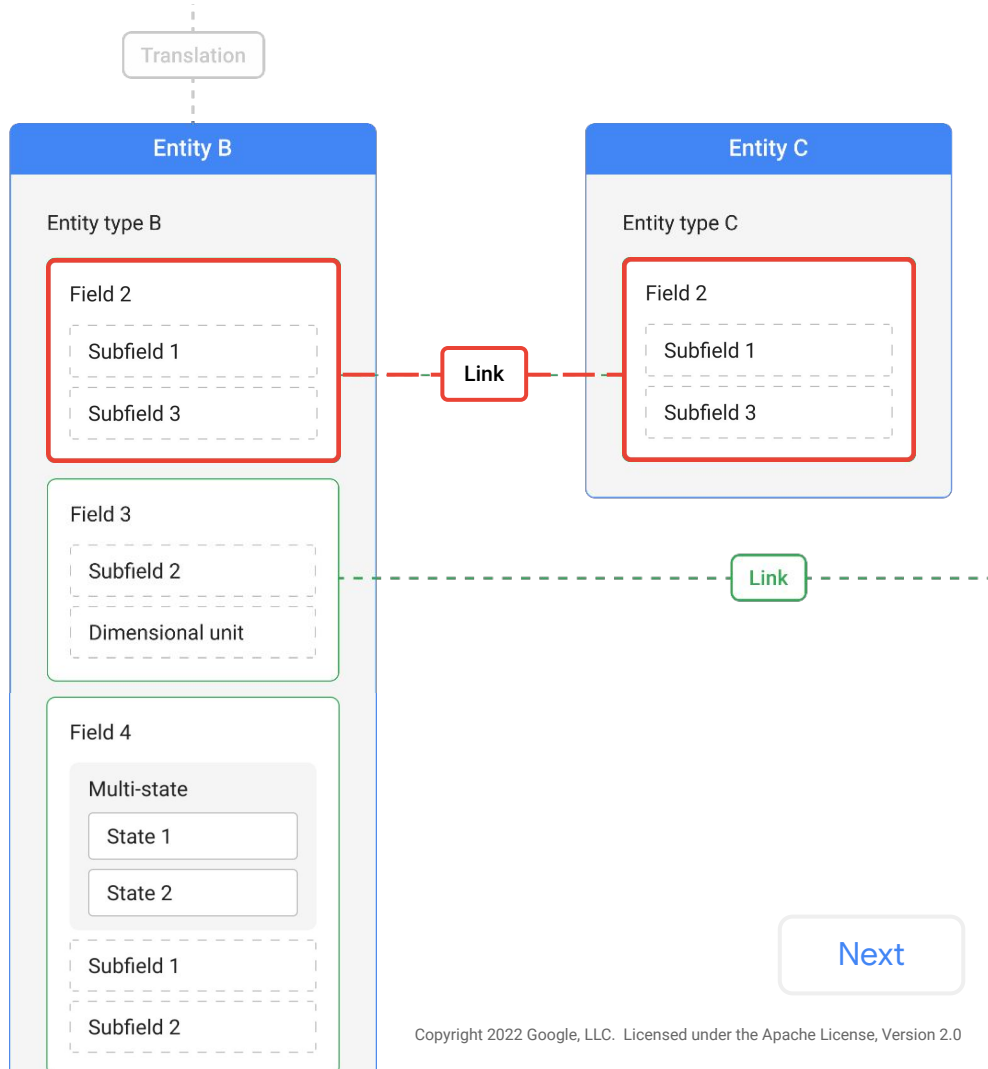 Translation
Entity B
Entity type B
Field 2
Subfield 1
Subfield 3
Link
Entity C
Entity type C
Field 2
Subfield 1
Subfield 3
Field 3
Subfield 2
Dimensional unit
Link
Field 4
Multi-state
State 1
State 2
Subfield 1
Subfield 2
Next
Copyright 2022 Google, LLC.  Licensed under the Apache License, Version 2.0